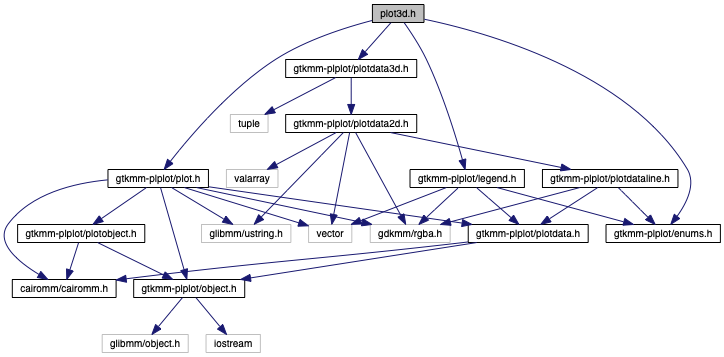 plot3d.h
gtkmm-plplot/plotdata3d.h
tuple
gtkmm-plplot/plotdata2d.h
gtkmm-plplot/plot.h
valarray
gtkmm-plplot/legend.h
gtkmm-plplot/plotdataline.h
gtkmm-plplot/plotobject.h
glibmm/ustring.h
vector
gdkmm/rgba.h
gtkmm-plplot/plotdata.h
gtkmm-plplot/enums.h
cairomm/cairomm.h
gtkmm-plplot/object.h
glibmm/object.h
iostream